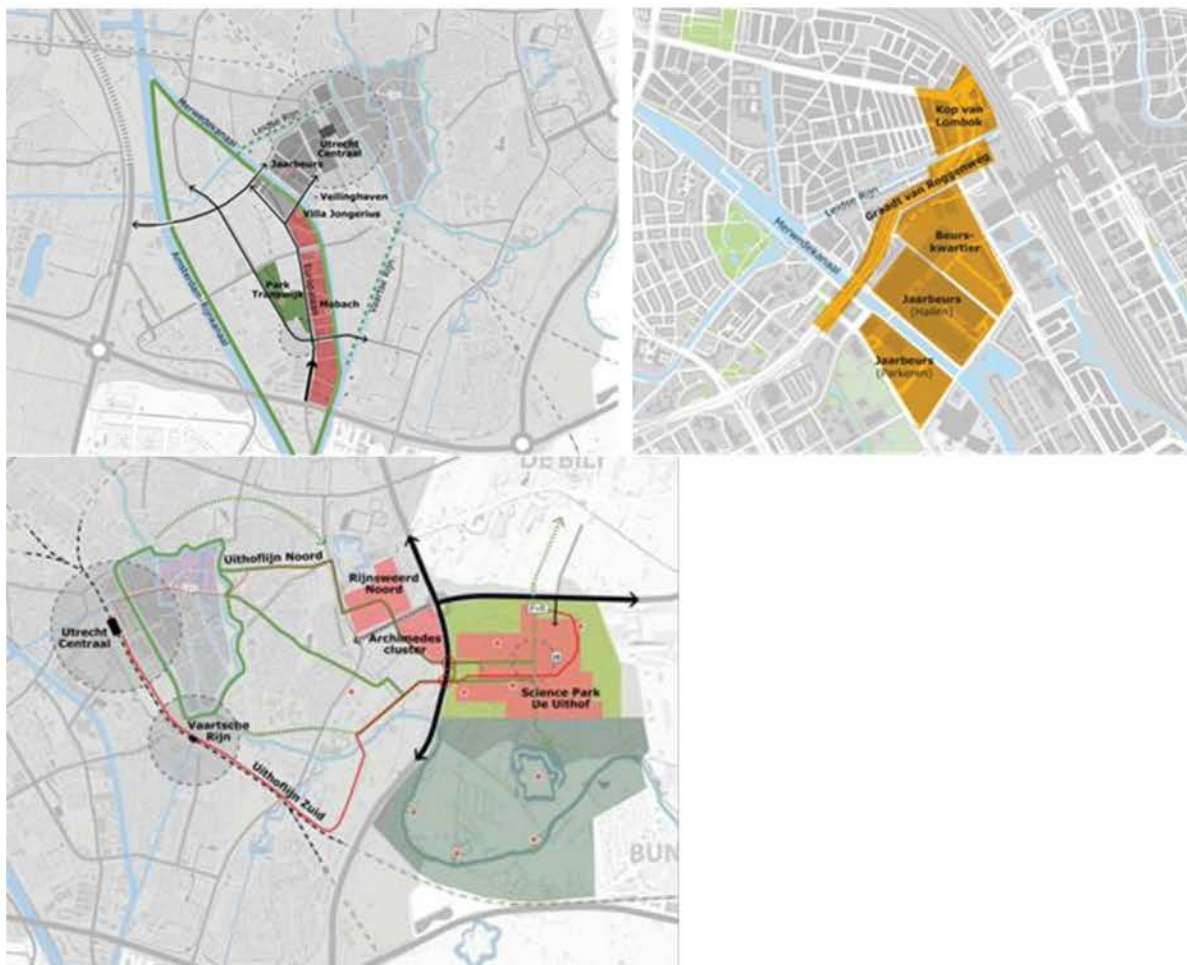 Merwedekanaal
Leidse Rijn
Utrecht
Centraal
Jaarbeurs
Veilinghaven
Villa Jongerius
Europalaan
Park
Transwijk
Mobach
Vaartse Rijn
Amsterdam-Rijnkanaal
Kop van
Lombok
Leidse Rijn
Graadt van Roggenweg
Merwedekanaal
Beurs-
kwartier
Jaarbeurs
(Hallen)
Jaarbeurs
(Parkeren)
DE BILT
Uithoflijn Noord
Rijnsweerd
Noord
Utrecht
Centraal
Archimedes
cluster
P+R
Science Park
De Uithof
Vaartsche
Rijn
Uithoflijn Zuid
BUN